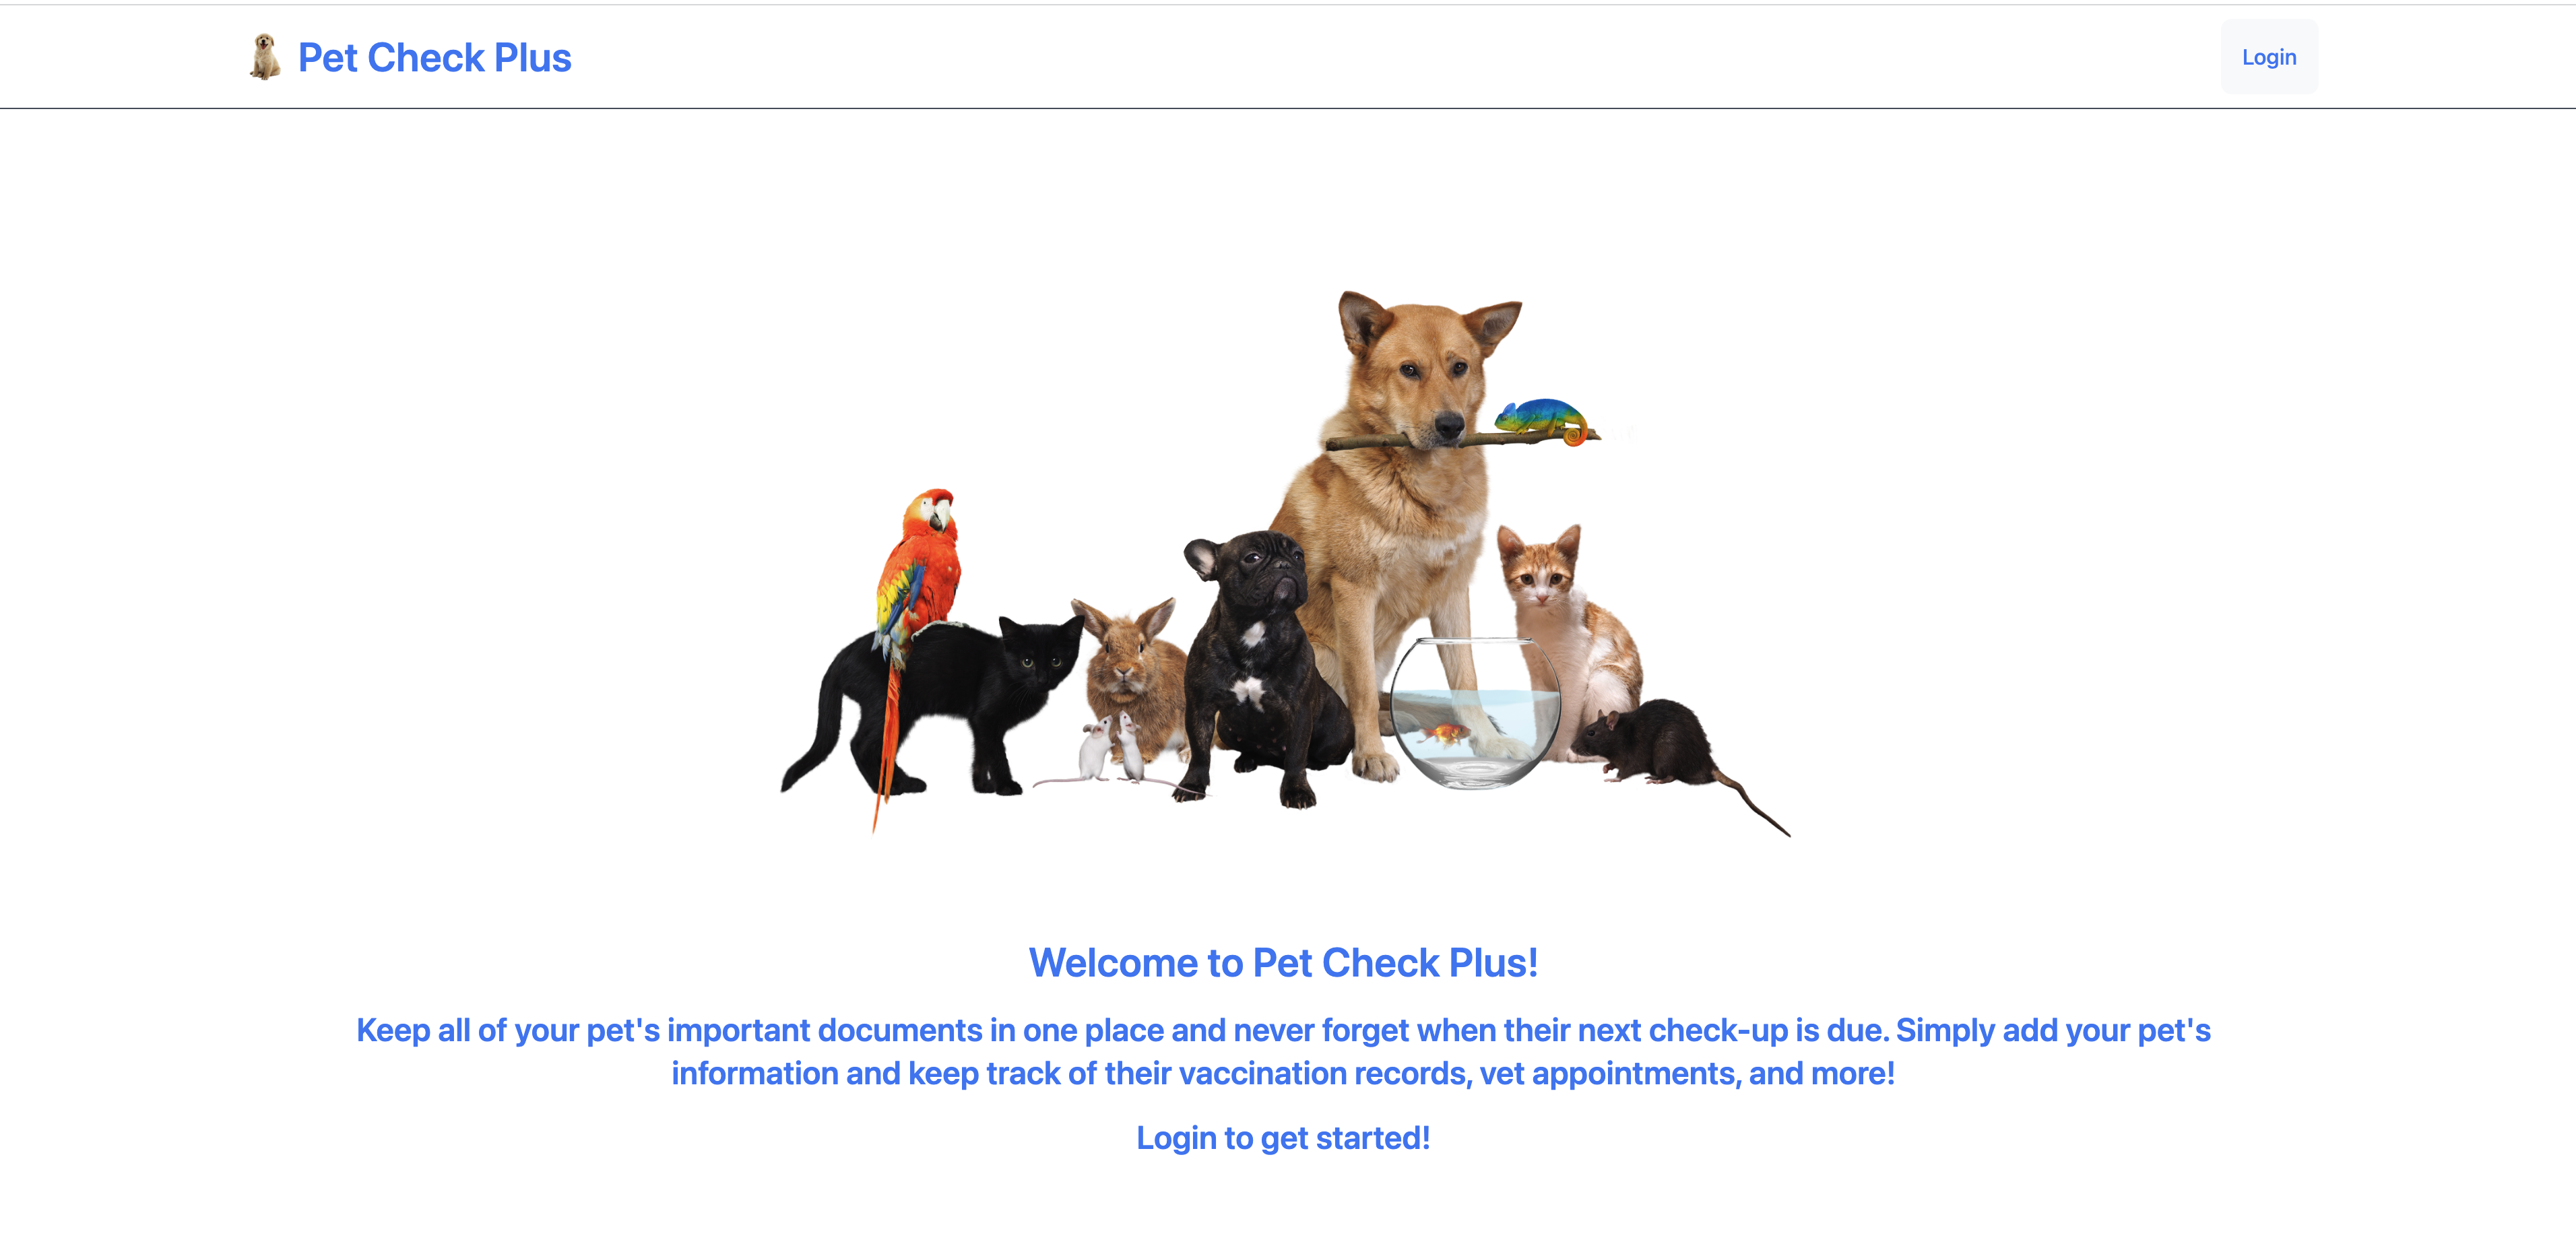 Pet Check Plus
Login
Welcome to Pet Check Plus!
Keep all of your pet's important documents in one place and never forget when their next check-up is due. Simply add your pet's
information and keep track of their vaccination records, vet appointments, and more!
Login to get started!